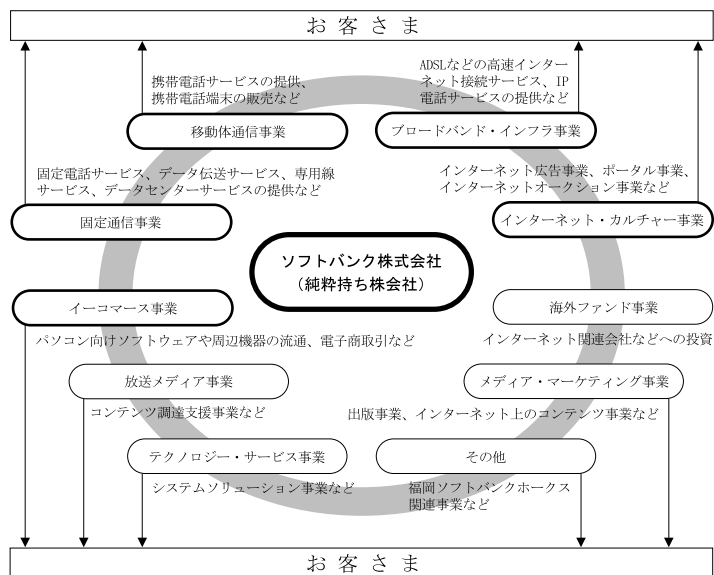 お客さま
携帯電話サービスの提供、
携帯電話端末の販売など
移動体通信事業
ADSLなどの高速インター
ネット接続サービス、IP
電話サービスの提供など
ブロードバンド・インフラ事業
固定電話サービス、データ伝送サービス、専用線
サービス、データセンターサービスの提供など
固定通信事業
インターネット広告事業、ポータル事業、
インターネットオークション事業など
インターネット・カルチャー事業
ソフトバンク株式会社
（純粋持ち株会社）
イーコマース事業
パソコン向けソフトウェアや周辺機器の流通、電子商取引など
海外ファンド事業
インターネット関連会社などへの投資
放送メディア事業
コンテンツ調達支援事業など
メディア・マーケティング事業
出版事業、インターネット上のコンテンツ事業など
テクノロジー・サービス事業
システムソリューション事業など
その他
福岡ソフトバンクホークス
関連事業など
お客さま